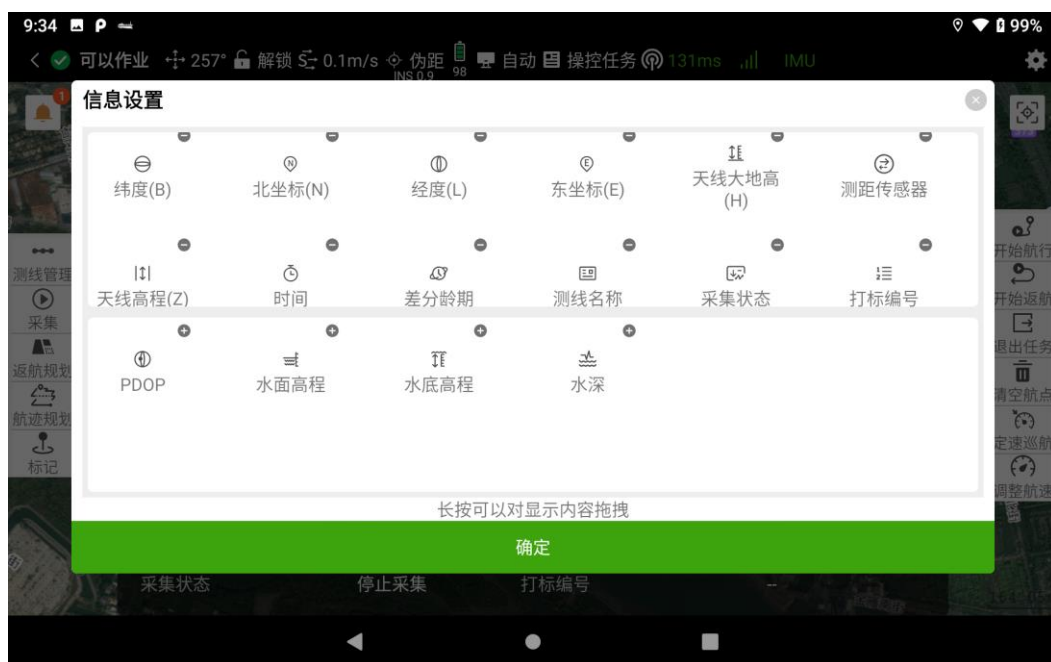 9:34
99%
可以作业 257° 解锁 0.1m/s 伪距 98 自动 操控任务 131ms IMU
INS 0.9
1
信息设置
纬度(B) 北坐标(N) 经度(L) 东坐标(E) 天线大地高(H) 测距传感器
天线高程(Z) 时间 差分龄期 测线名称 采集状态 打标编号
PDOP 水面高程 水底高程 水深
长按可以对显示内容拖拽
确定
测线管理
采集
返航规划
航迹规划
标记
开始航行
开始返航
退出任务
清空航点
定速巡航
调整航速
采集状态 停止采集 打标编号 --